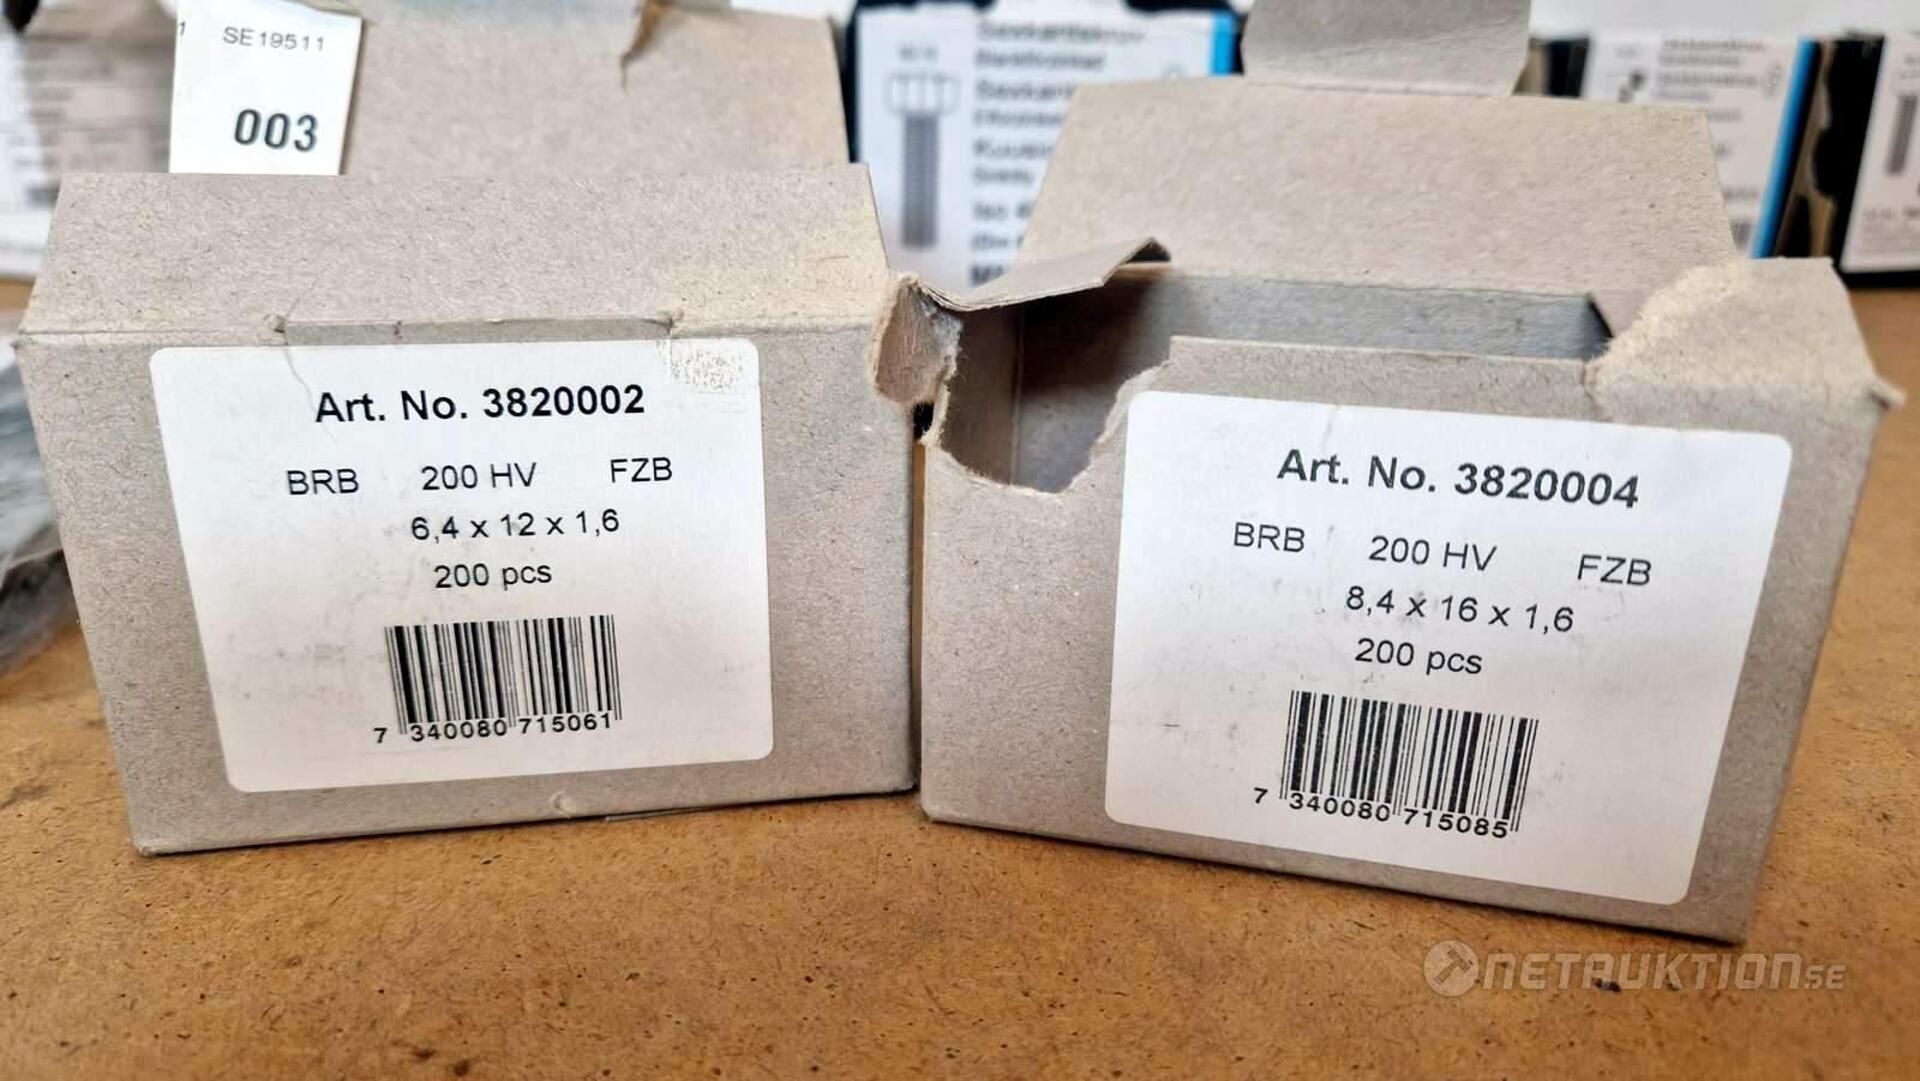 SE19511
003
Art. No. 3820002
BRB 200 HV FZB
6,4 x 12 x 1,6
200 pcs
7 340080 715061
Art. No. 3820004
BRB 200 HV FZB
8,4 x 16 x 1,6
200 pcs
7 340080 715085
NETAUKTION.SE